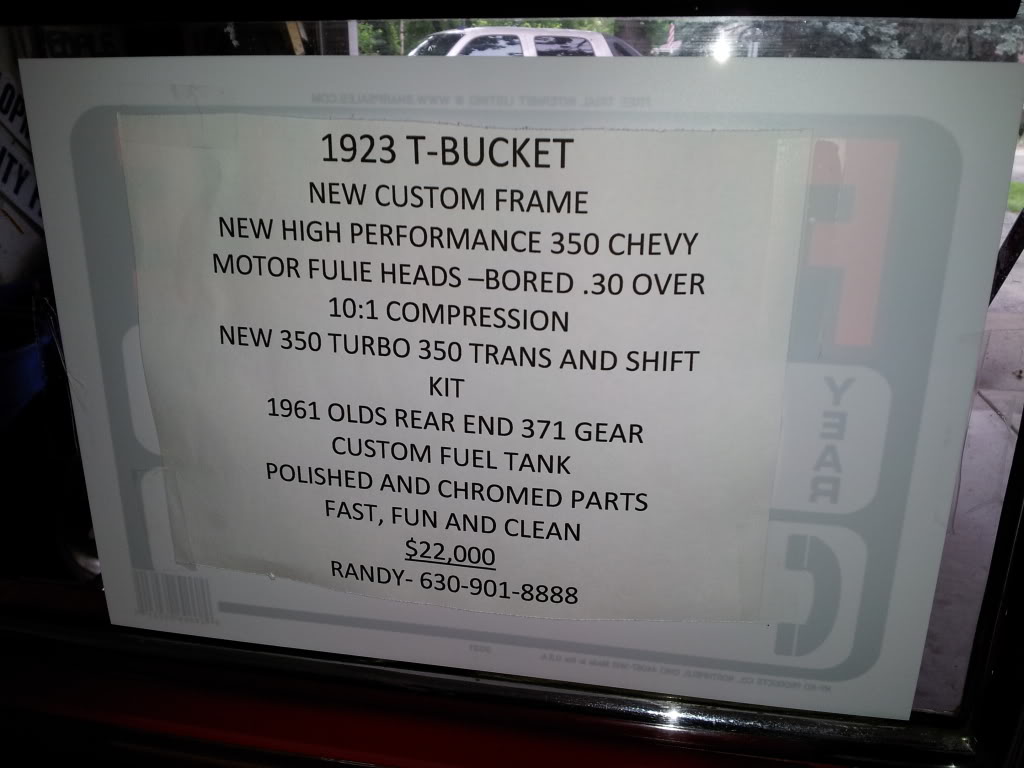 1923 T-BUCKET
NEW CUSTOM FRAME
NEW HIGH PERFORMANCE 350 CHEVY
MOTOR FULIE HEADS –BORED .30 OVER
10:1 COMPRESSION
NEW 350 TURBO 350 TRANS AND SHIFT
KIT
1961 OLDS REAR END 371 GEAR
CUSTOM FUEL TANK
POLISHED AND CHROMED PARTS
FAST, FUN AND CLEAN
$22,000
RANDY- 630-901-8888
YEAR